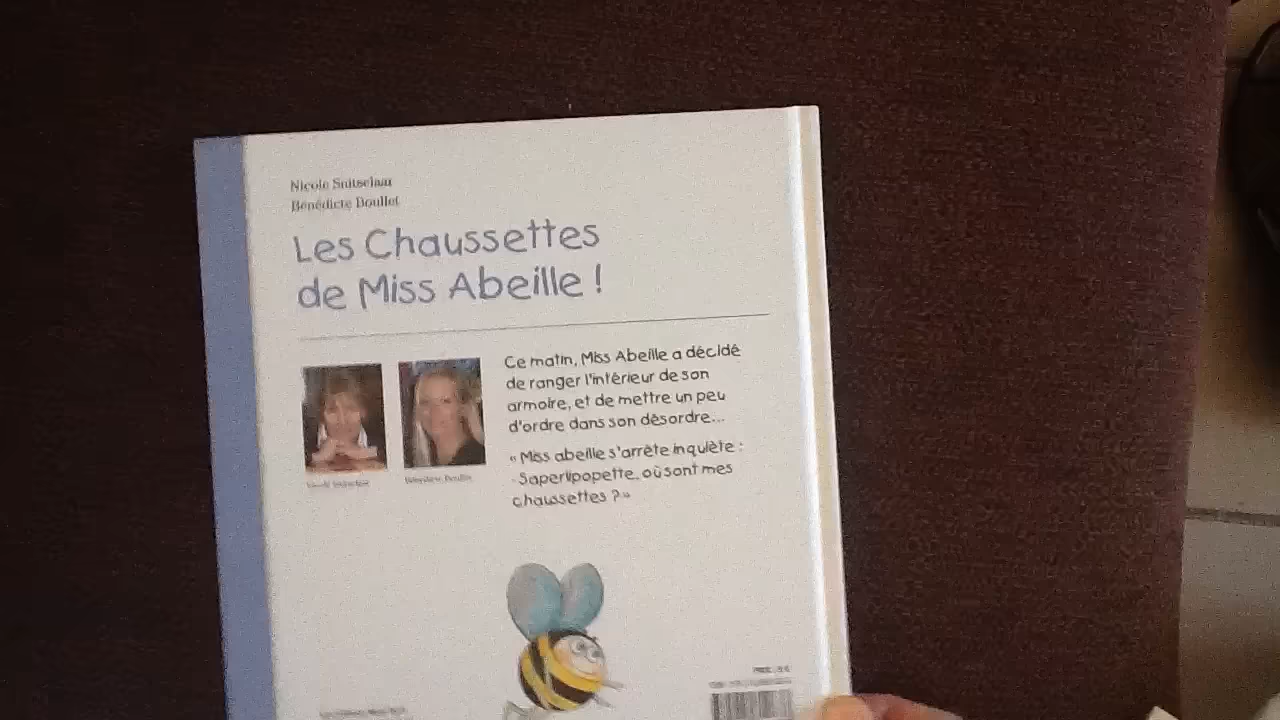 Nicole Snitselaar
Bénédicte Boullet
Les Chaussettes
de Miss Abeille !
Ce matin, Miss Abeille a décidé
de ranger l'intérieur de son
armoire, et de mettre un peu
d'ordre dans son désordre...
« Miss abeille s'arrête inquiète :
- Saperlipopette, où sont mes
chaussettes ? »